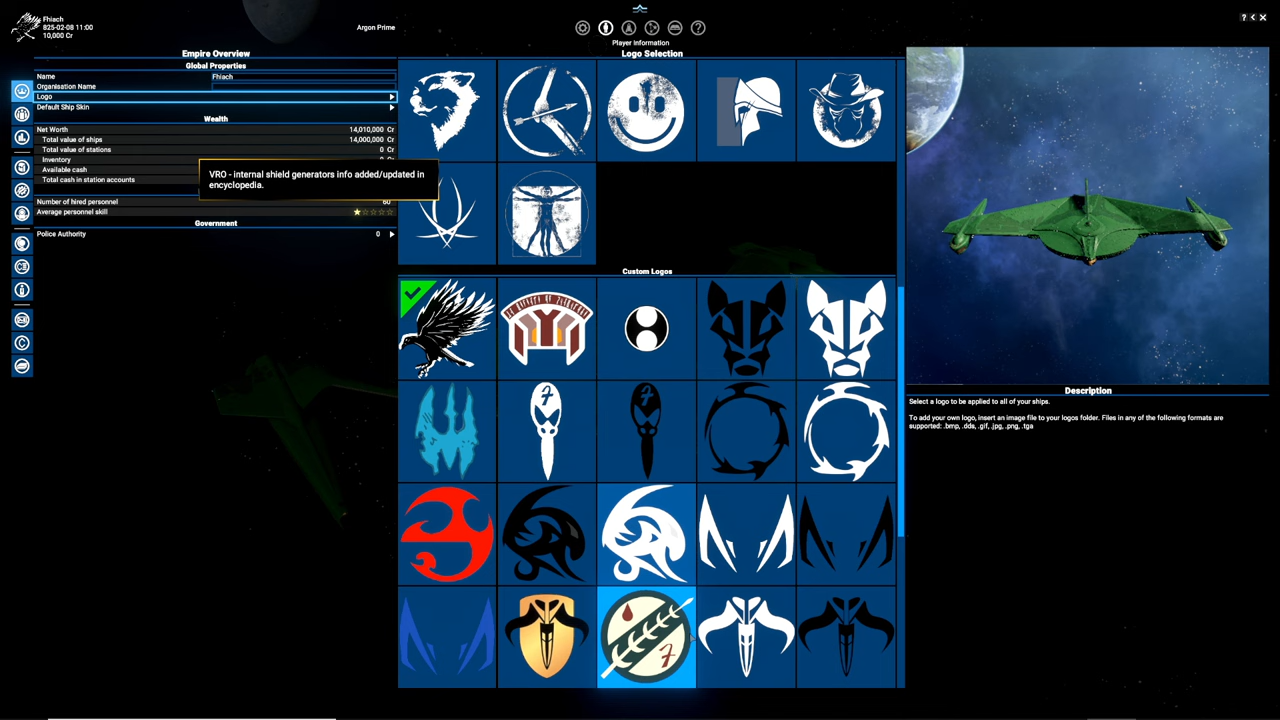 Fhiach
825-02-08 11:00
10,000 Cr
Argon Prime
Player Information
? < X
Empire Overview
Global Properties
Name Fhiach
Organisation Name
Logo
Default Ship Skin
Wealth
Net Worth 14,010,000 Cr
Total value of ships 14,000,000 Cr
Total value of stations 0 Cr
Inventory
Available cash
Total cash in station accounts
VRO - internal shield generators info added/updated in
encyclopedia.
Number of hired personnel 60
Average personnel skill
Government
Police Authority 0
Logo Selection
Custom Logos
Description
Select a logo to be applied to all of your ships.
To add your own logo, insert an image file to your logos folder. Files in any of the following formats are
supported: .bmp, .dds, .gif, .jpg, .png, .tga